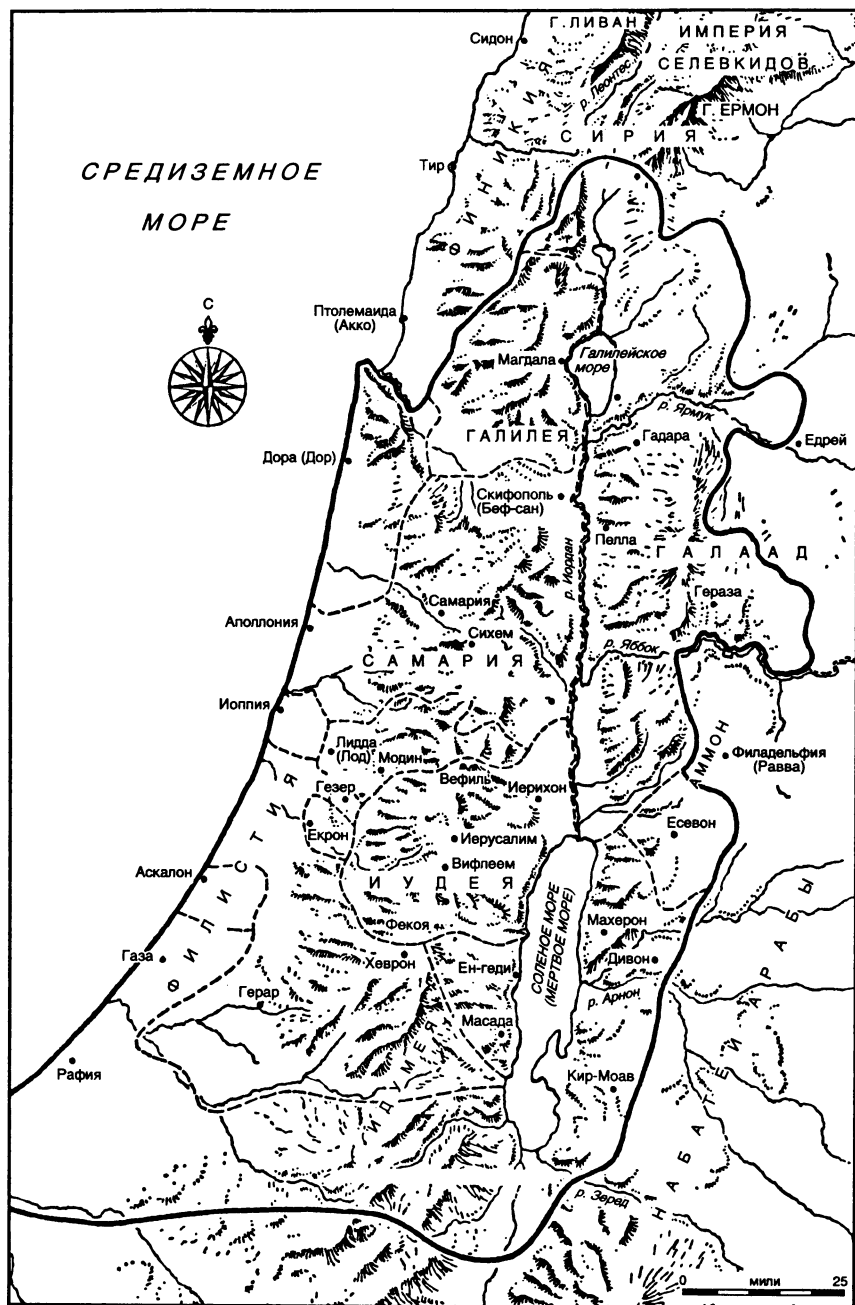 Г. ЛИВАН
ИМПЕРИЯ
СЕЛЕВКИДОВ
Сидон
р. Леонтес
Г. ЕРМОН
СИРИЯ
ФИНИКИЯ
СРЕДИЗЕМНОЕ
МОРЕ
Тир
С
Птолемаида
(Акко)
Магдала
Галилейское
море
р. Ярмук
ГАЛИЛЕЯ
Гадара
Едрей
Дора (Дор)
Скифополь
(Беф-сан)
Пелла
ГАЛААД
р. Иордан
Самария
Гераза
Аполлония
Сихем
р. Яббок
САМАРИЯ
Иоппия
АММОН
Лидда
(Лод)
Модин
Филадельфия
(Равва)
Вефиль
Гезер
Иерихон
Екрон
Есевон
Иерусалим
Вифлеем
Аскалон
ИУДЕЯ
ФИЛИСТИЯ
СОЛЕНОЕ МОРЕ
(МЕРТВОЕ МОРЕ)
Фекоя
Махерон
Газа
Хеврон
Ен-геди
Дивон
Герар
р. Арнон
Масада
ИДУМЕЯ
Рафия
Кир-Моав
НАБАТЕИ АРАБЫ
р. Зеред
0 мили 25